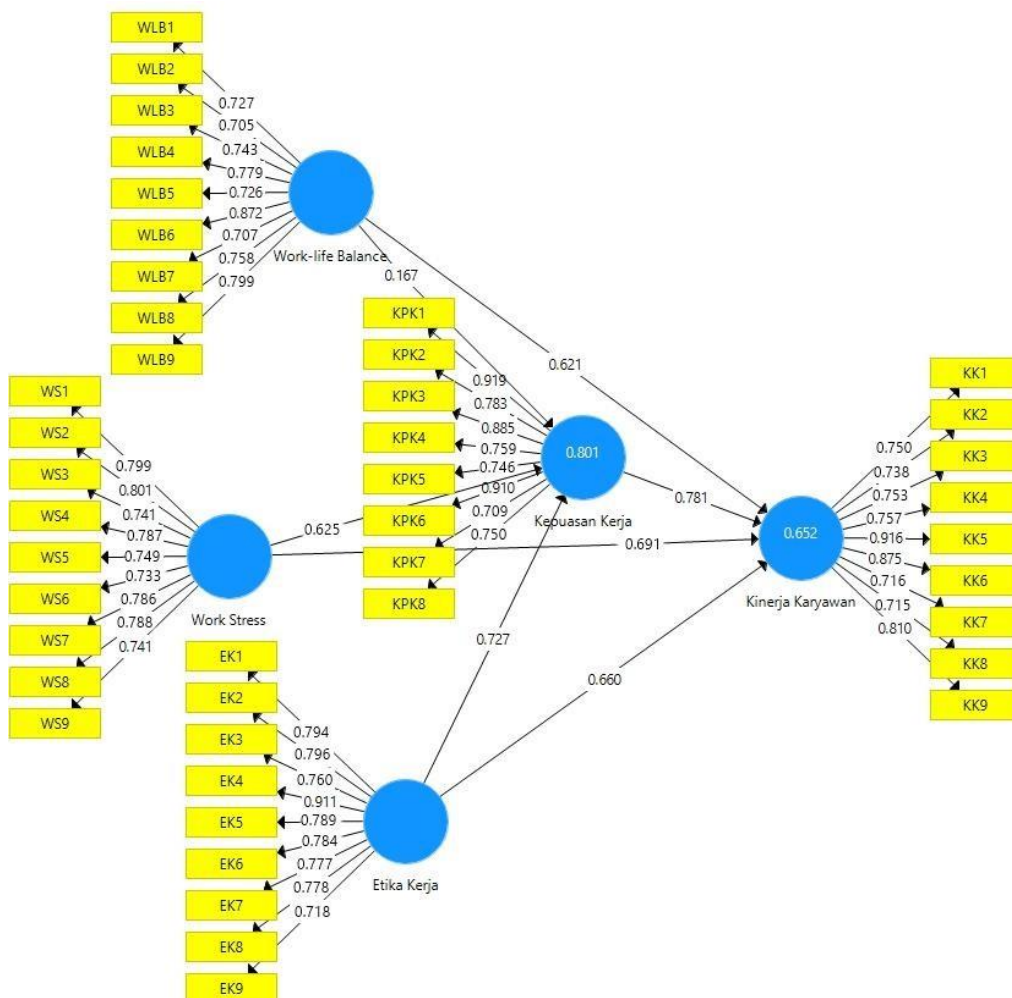 WLB1
WLB2
WLB3
WLB4
WLB5
WLB6
WLB7
WLB8
WLB9
0.727
0.705
0.743
0.779
0.726
0.872
0.707
0.758
0.799
Work-life Balance
0.167
0.621
KPK1
KPK2
KPK3
KPK4
KPK5
KPK6
KPK7
KPK8
0.919
0.783
0.885
0.759
0.746
0.910
0.709
0.750
0.801
Kepuasan Kerja
0.781
WS1
WS2
WS3
WS4
WS5
WS6
WS7
WS8
WS9
0.799
0.801
0.741
0.787
0.749
0.733
0.786
0.788
0.741
Work Stress
0.625
0.691
KK1
KK2
KK3
KK4
KK5
KK6
KK7
KK8
KK9
0.750
0.738
0.753
0.757
0.916
0.875
0.716
0.715
0.810
0.652
Kinerja Karyawan
EK1
EK2
EK3
EK4
EK5
EK6
EK7
EK8
EK9
0.794
0.796
0.760
0.911
0.789
0.784
0.777
0.778
0.718
Etika Kerja
0.727
0.660